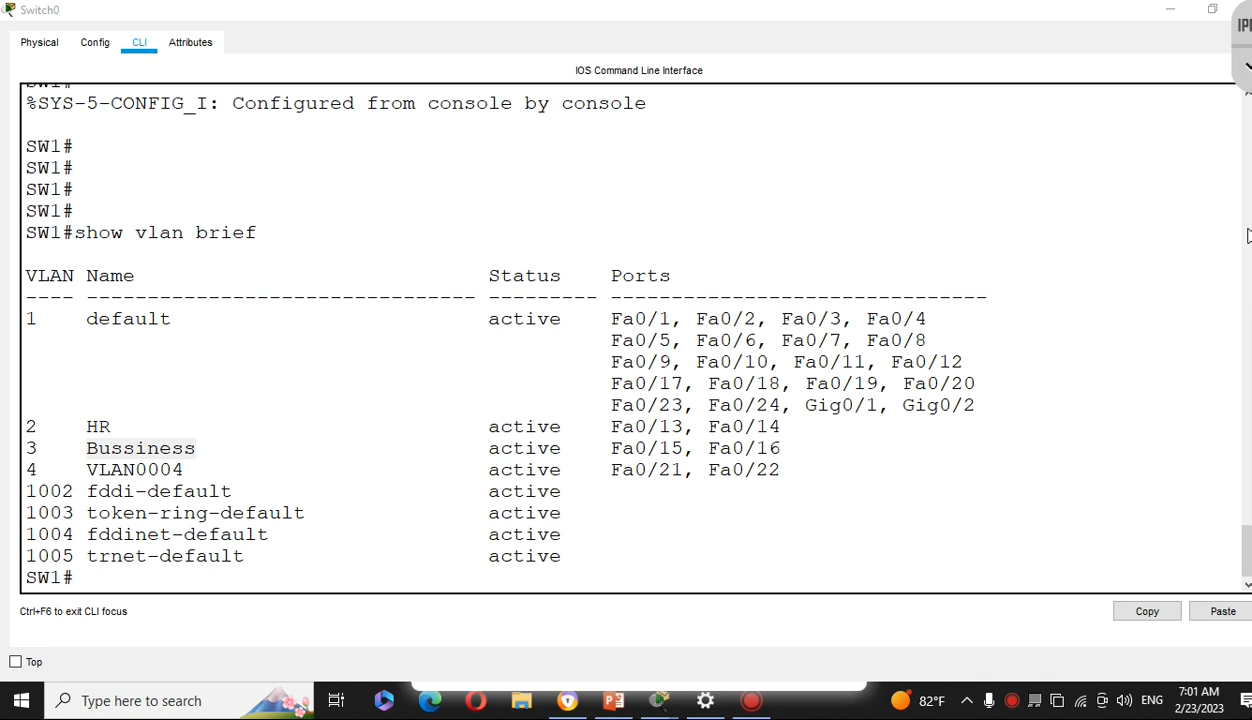 Switch0
IPE
Physical Config CLI Attributes
IOS Command Line Interface
SW1#
%SYS-5-CONFIG_I: Configured from console by console
SW1#
SW1#
SW1#
SW1#
SW1#show vlan brief
VLAN Name Status Ports
---- -------------------------------- --------- -------------------------------
1 default active Fa0/1, Fa0/2, Fa0/3, Fa0/4
Fa0/5, Fa0/6, Fa0/7, Fa0/8
Fa0/9, Fa0/10, Fa0/11, Fa0/12
Fa0/17, Fa0/18, Fa0/19, Fa0/20
Fa0/23, Fa0/24, Gig0/1, Gig0/2
2 HR active Fa0/13, Fa0/14
3 Bussiness active Fa0/15, Fa0/16
4 VLAN0004 active Fa0/21, Fa0/22
1002 fddi-default active
1003 token-ring-default active
1004 fddinet-default active
1005 trnet-default active
SW1#
Ctrl+F6 to exit CLI focus
Copy Paste
Top
Type here to search
82°F
ENG
7:01 AM
2/23/2023